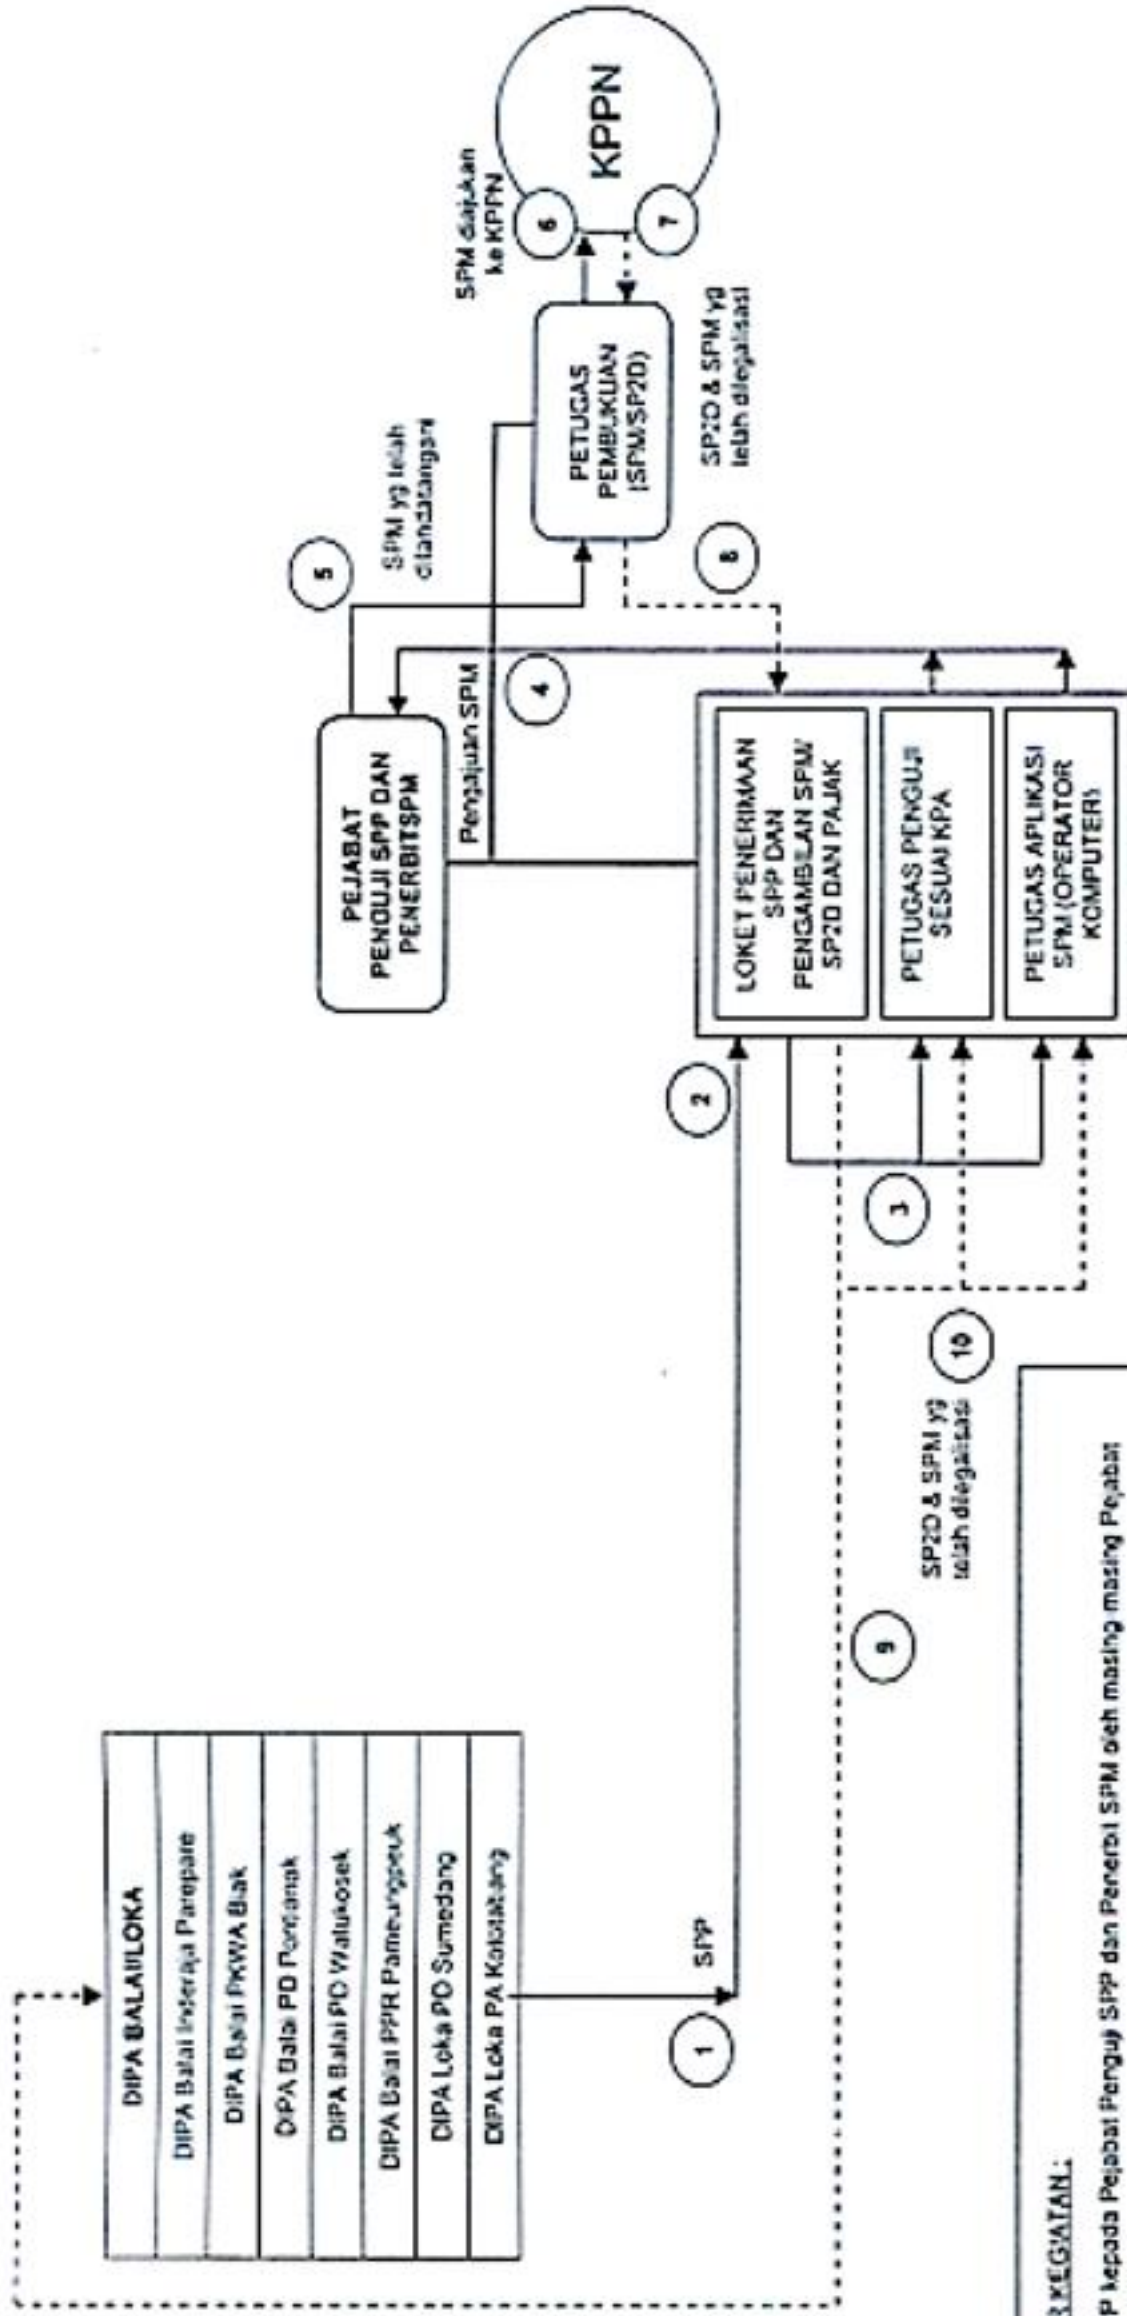 DIPA BALAI/LOKA
DIPA Balai Inderaja Parepare
DIPA Balai PKWA Biak
DIPA Balai PD Pontianak
DIPA Balai PD Watukosek
DIPA Balai PPR Pameungpeuk
DIPA Loka PD Sumedang
DIPA Loka PA Kototabang
1
SPP
2
PEJABAT
PENGUJI SPP DAN
PENERBITSPM
5
SPM yg telah
ditandatangani
Pengajuan SPM
4
PETUGAS
PEMBUKUAN
(SPM/SP2D)
SPM diajukan
ke KPPN
6
KPPN
7
SP2D & SPM yg
telah dilegalisasi
8
LOKET PENERIMAAN
SPP DAN
PENGAMBILAN SPM/
SP2D DAN PAJAK
PETUGAS PENGUJI
SESUAI KPA
PETUGAS APLIKASI
SPM (OPERATOR
KOMPUTER)
3
10
SP2D & SPM yg
telah dilegalisasi
9
R KEGIATAN :
P kepada Pejabat Penguji SPP dan Penerbit SPM oleh masing masing Pejabat